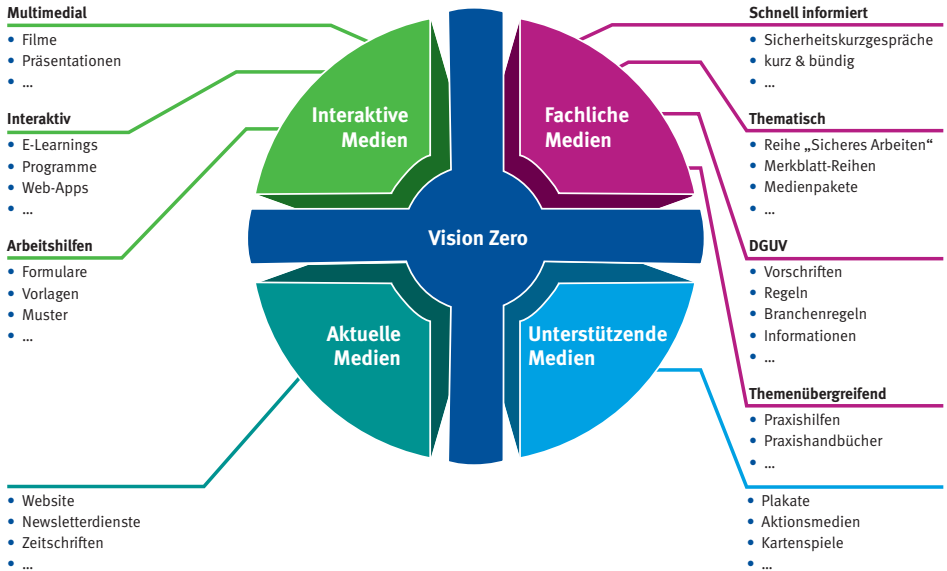 Multimedial
• Filme
• Präsentationen
• ...
Interaktiv
• E-Learnings
• Programme
• Web-Apps
• ...
Arbeitshilfen
• Formulare
• Vorlagen
• Muster
• ...
• Website
• Newsletterdienste
• Zeitschriften
• ...
Interaktive
Medien
Fachliche
Medien
Vision Zero
Aktuelle
Medien
Unterstützende
Medien
Schnell informiert
• Sicherheitskurzgespräche
• kurz & bündig
• ...
Thematisch
• Reihe „Sicheres Arbeiten“
• Merkblatt-Reihen
• Medienpakete
• ...
DGUV
• Vorschriften
• Regeln
• Branchenregeln
• Informationen
• ...
Themenübergreifend
• Praxishilfen
• Praxishandbücher
• ...
• Plakate
• Aktionsmedien
• Kartenspiele
• ...